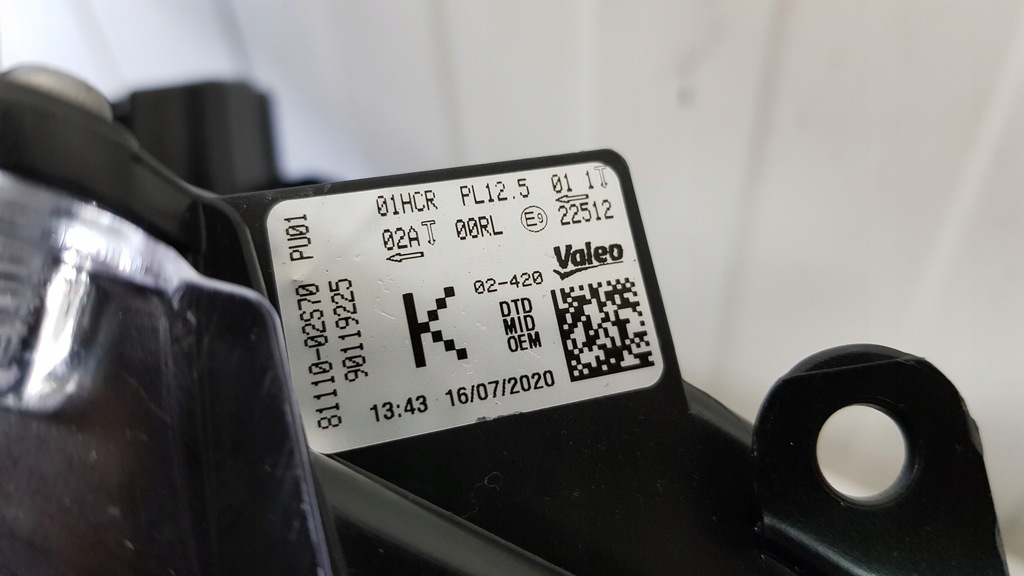 01HCR PL12.5 01 1
02A 00RL E9 22512
Valeo
PU01
81110-02S70
90119225
K
02-420
DTD
MID
OEM
13:43 16/07/2020